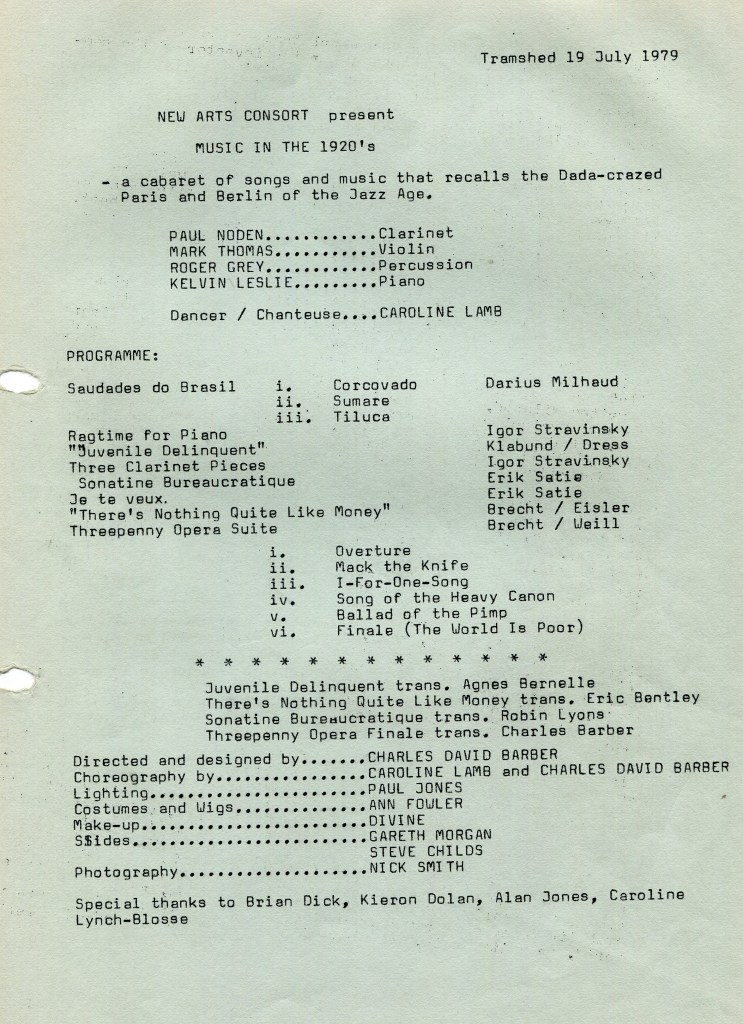 Tramshed 19 July 1979
NEW ARTS CONSORT present
MUSIC IN THE 1920's
- a cabaret of songs and music that recalls the Dada-crazed
Paris and Berlin of the Jazz Age.
PAUL NODEN............Clarinet
MARK THOMAS...........Violin
ROGER GREY............Percussion
KELVIN LESLIE.........Piano
Dancer / Chanteuse....CAROLINE LAMB
PROGRAMME:
Saudades do Brasil i. Corcovado Darius Milhaud
ii. Sumare
iii. Tiluca
Ragtime for Piano Igor Stravinsky
"Juvenile Delinquent" Klabund / Dress
Three Clarinet Pieces Igor Stravinsky
Sonatine Bureaucratique Erik Satie
Je te veux. Erik Satie
"There's Nothing Quite Like Money" Brecht / Eisler
Threepenny Opera Suite Brecht / Weill
i. Overture
ii. Mack the Knife
iii. I-For-One-Song
iv. Song of the Heavy Canon
v. Ballad of the Pimp
vi. Finale (The World Is Poor)
* * * * * * * * * * * * *
Juvenile Delinquent trans. Agnes Bernelle
There's Nothing Quite Like Money trans. Eric Bentley
Sonatine Bureaucratique trans. Robin Lyons
Threepenny Opera Finale trans. Charles Barber
Directed and designed by.......CHARLES DAVID BARBER
Choreography by................CAROLINE LAMB and CHARLES DAVID BARBER
Lighting.......................PAUL JONES
Costumes and Wigs..............ANN FOWLER
Make-up........................DIVINE
Slides.........................GARETH MORGAN
STEVE CHILDS
Photography....................NICK SMITH
Special thanks to Brian Dick, Kieron Dolan, Alan Jones, Caroline
Lynch-Blosse